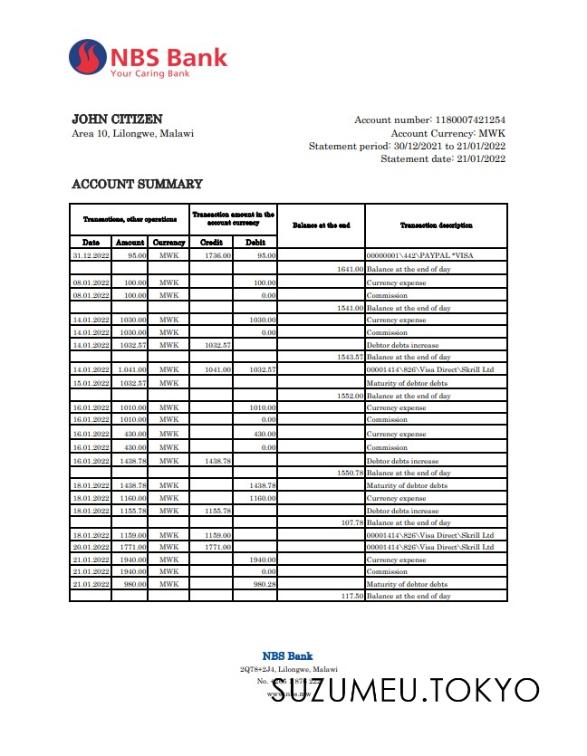 NBS Bank
Your Caring Bank
JOHN CITIZEN
Area 10, Lilongwe, Malawi
Account number: 1180007421254
Account Currency: MWK
Statement period: 30/12/2021 to 21/01/2022
Statement date: 21/01/2022
ACCOUNT SUMMARY
Transactions, other operations
Transaction amount in the account currency
Balance at the end
Transaction description
Date Amount Currency Credit Debit
31.12.2022 95.00 MWK 1736.00 95.00 00000001\442\PAYPAL *VISA
1641.00 Balance at the end of day
08.01.2022 100.00 MWK 100.00 Currency expense
08.01.2022 100.00 MWK 0.00 Commission
1541.00 Balance at the end of day
14.01.2022 1030.00 MWK 1030.00 Currency expense
14.01.2022 1030.00 MWK 0.00 Commission
14.01.2022 1032.57 MWK 1032.57 Debtor debts increase
1543.57 Balance at the end of day
14.01.2022 1.041.00 MWK 1041.00 1032.57 00001414\826\Visa Direct\Skrill Ltd
15.01.2022 1032.57 MWK Maturity of debtor debts
1552.00 Balance at the end of day
16.01.2022 1010.00 MWK 1010.00 Currency expense
16.01.2022 1010.00 MWK 0.00 Commission
16.01.2022 430.00 MWK 430.00 Currency expense
16.01.2022 430.00 MWK 0.00 Commission
16.01.2022 1438.78 MWK 1438.78 Debtor debts increase
1550.78 Balance at the end of day
18.01.2022 1438.78 MWK 1438.78 Maturity of debtor debts
18.01.2022 1160.00 MWK 1160.00 Currency expense
18.01.2022 1155.78 MWK 1155.78 Debtor debts increase
107.78 Balance at the end of day
18.01.2022 1159.00 MWK 1159.00 00001414\826\Visa Direct\Skrill Ltd
20.01.2022 1771.00 MWK 1771.00 00001414\826\Visa Direct\Skrill Ltd
21.01.2022 1940.00 MWK 1940.00 Currency expense
21.01.2022 1940.00 MWK 0.00 Commission
21.01.2022 980.00 MWK 980.28 Maturity of debtor debts
117.50 Balance at the end of day
NBS Bank
2Q78+2J4, Lilongwe, Malawi
No.
SUZUMEU.TOKYO